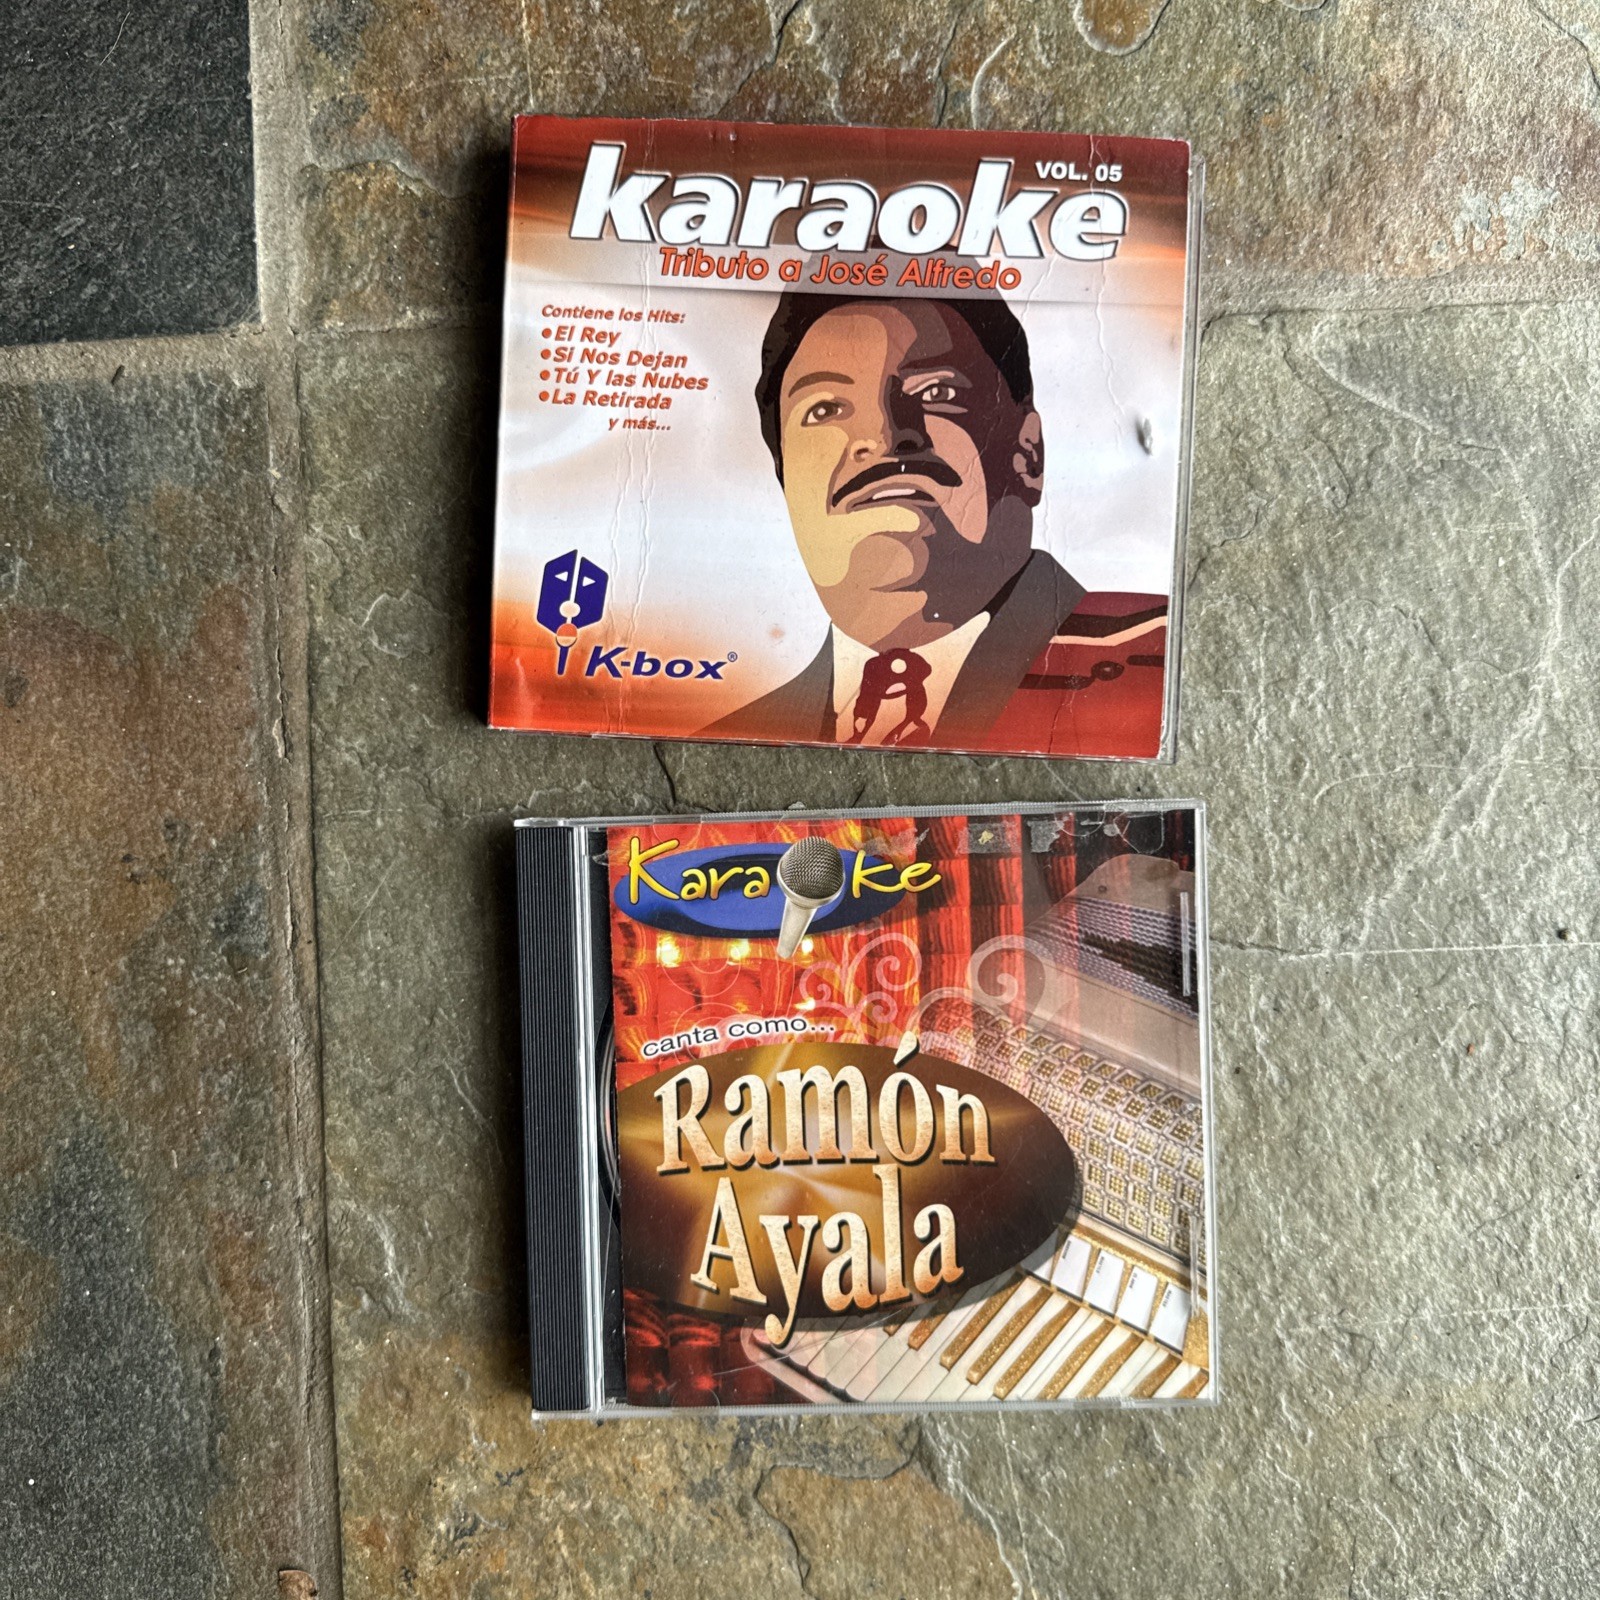 karaoke
VOL. 05
Tributo a José Alfredo
Contiene los Hits:
•El Rey
•Si Nos Dejan
•Tú Y las Nubes
•La Retirada
y más...
K-box®
Karaoke
canta como...
Ramón
Ayala